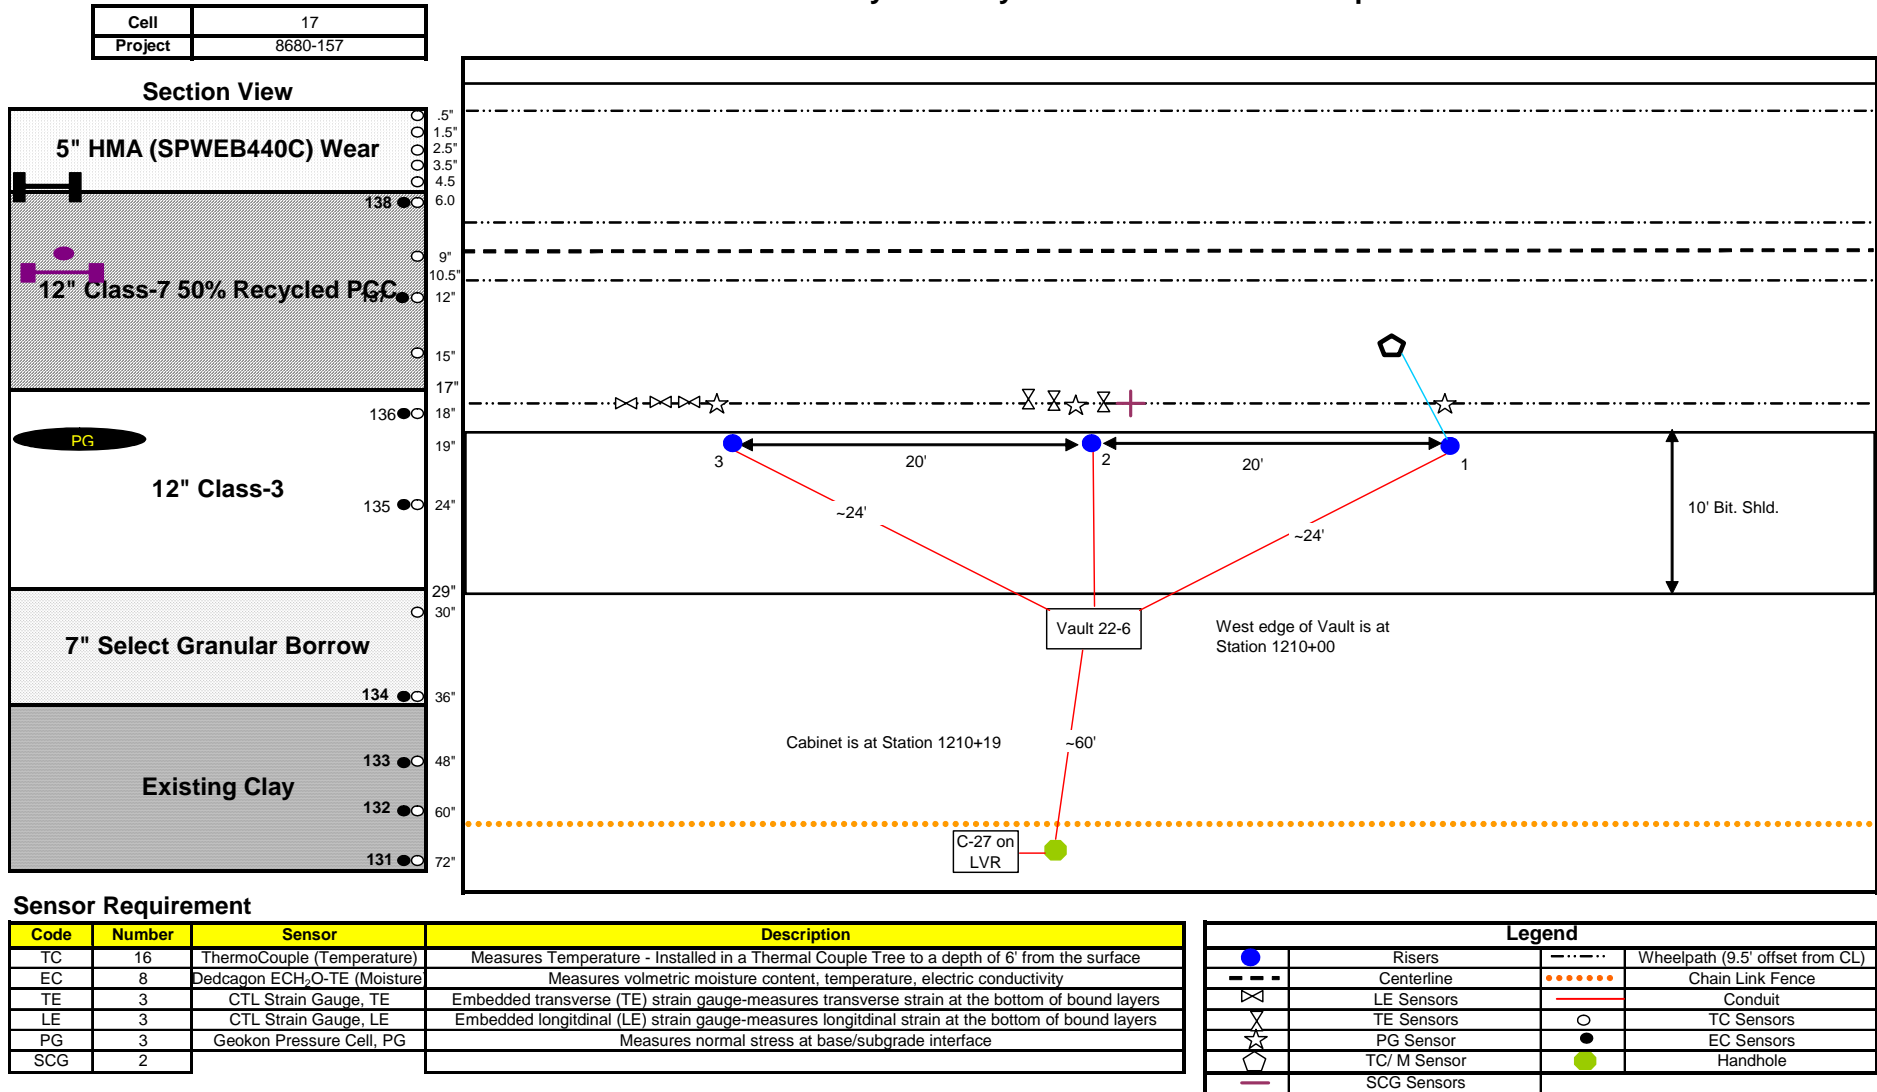 Cell 17
Project 8680-157
Section View
5" HMA (SPWEB440C) Wear
.5"
1.5"
2.5"
3.5"
4.5
138 6.0
9"
10.5"
12" Class-7 50% Recycled PCC
137 12"
15"
17"
136 18"
PG
19"
12" Class-3
135 24"
29"
30"
7" Select Granular Borrow
134 36"
133 48"
Existing Clay
132 60"
131 72"
3 20' 2 20' 1
~24'
~24'
10' Bit. Shld.
Vault 22-6
West edge of Vault is at
Station 1210+00
Cabinet is at Station 1210+19
~60'
C-27 on
LVR
Sensor Requirement
Code Number Sensor Description
TC 16 ThermoCouple (Temperature) Measures Temperature - Installed in a Thermal Couple Tree to a depth of 6' from the surface
EC 8 Dedcagon ECH₂O-TE (Moisture Measures volmetric moisture content, temperature, electric conductivity
TE 3 CTL Strain Gauge, TE Embedded transverse (TE) strain gauge-measures transverse strain at the bottom of bound layers
LE 3 CTL Strain Gauge, LE Embedded longitdinal (LE) strain gauge-measures longitdinal strain at the bottom of bound layers
PG 3 Geokon Pressure Cell, PG Measures normal stress at base/subgrade interface
SCG 2
Legend
Risers Wheelpath (9.5' offset from CL)
Centerline Chain Link Fence
LE Sensors Conduit
TE Sensors TC Sensors
PG Sensor EC Sensors
TC/ M Sensor Handhole
SCG Sensors